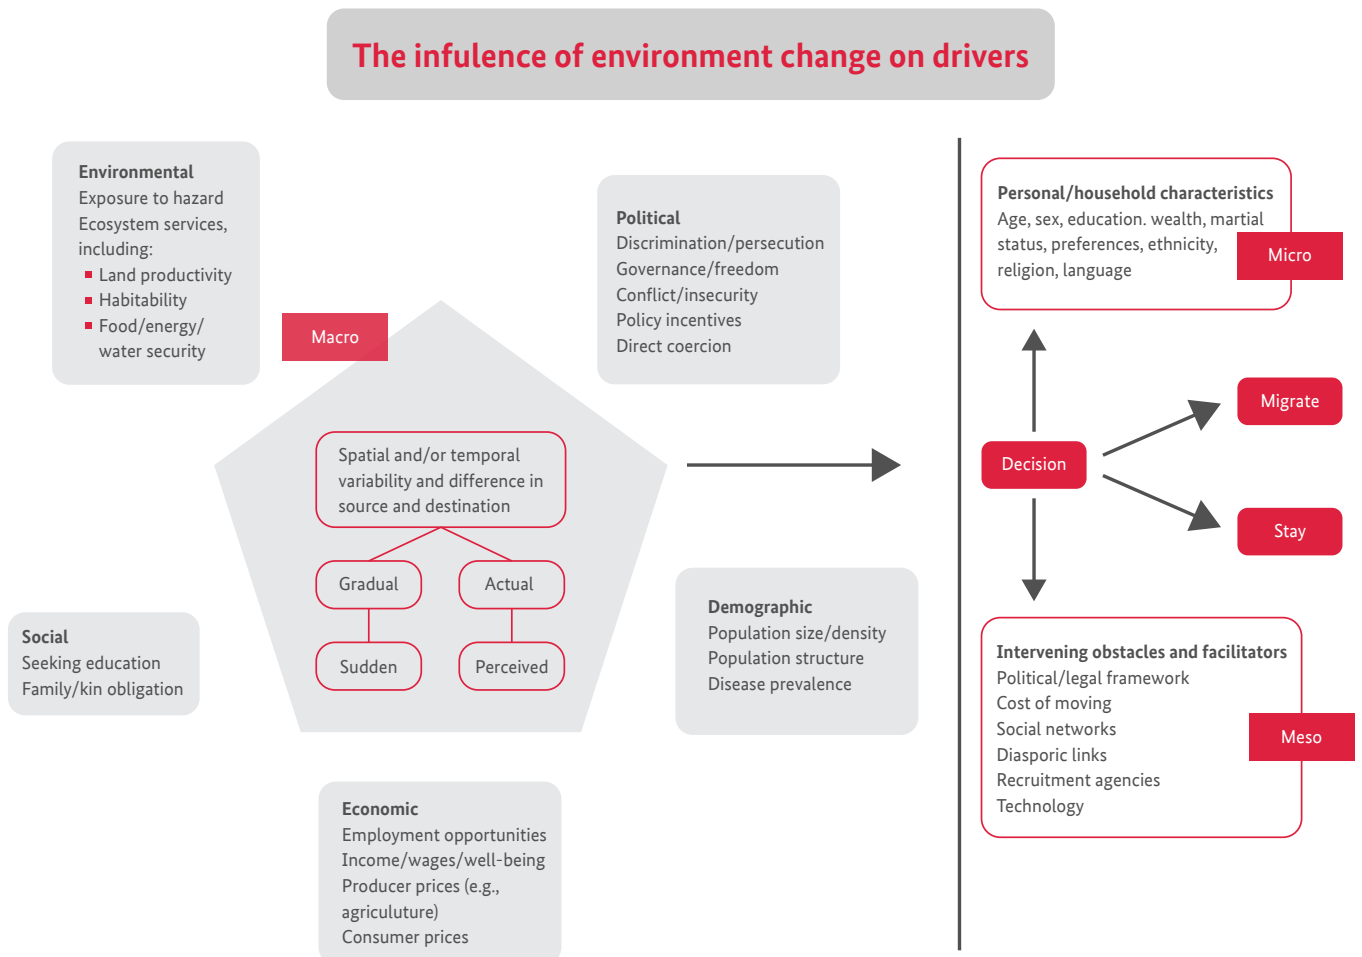 The infulence of environment change on drivers
Environmental
Exposure to hazard
Ecosystem services,
including:
Land productivity
Habitability
Food/energy/
water security
Macro
Political
Discrimination/persecution
Governance/freedom
Conflict/insecurity
Policy incentives
Direct coercion
Spatial and/or temporal
variability and difference in
source and destination
Gradual
Actual
Sudden
Perceived
Social
Seeking education
Family/kin obligation
Demographic
Population size/density
Population structure
Disease prevalence
Economic
Employment opportunities
Income/wages/well-being
Producer prices (e.g.,
agriculuture)
Consumer prices
Personal/household characteristics
Age, sex, education. wealth, martial
status, preferences, ethnicity,
religion, language
Micro
Decision
Migrate
Stay
Intervening obstacles and facilitators
Political/legal framework
Cost of moving
Social networks
Diasporic links
Recruitment agencies
Technology
Meso